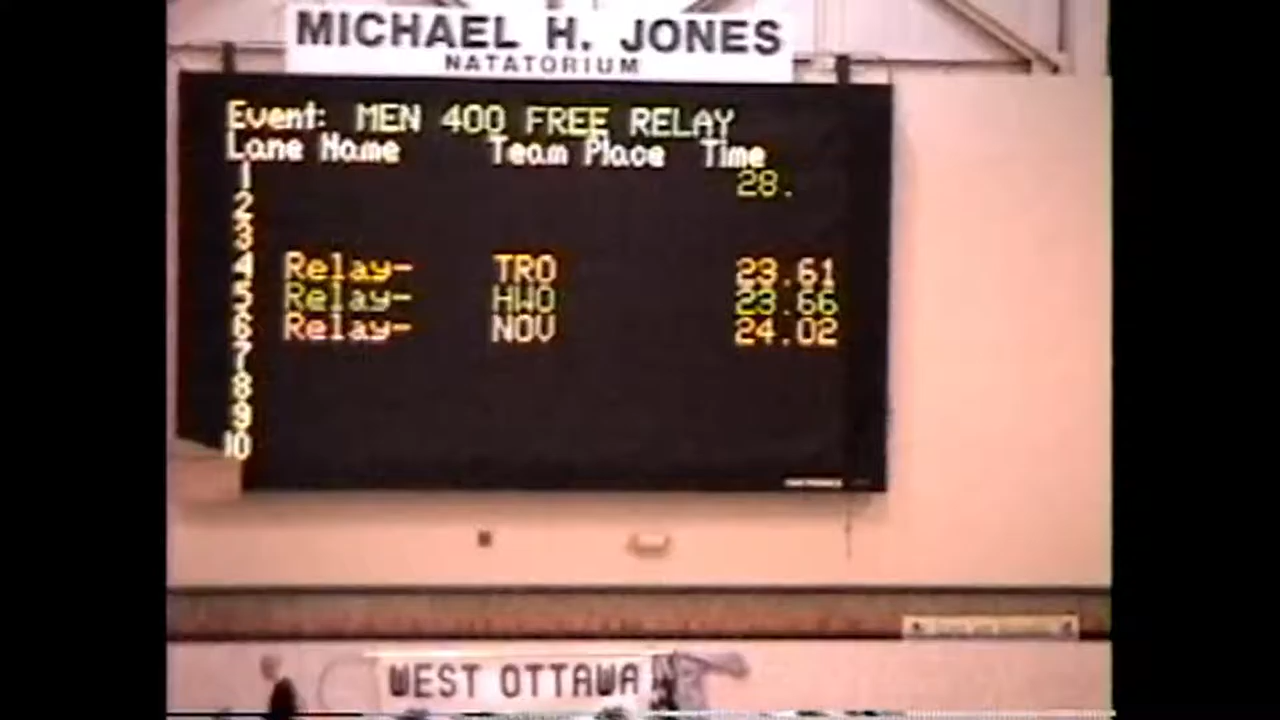 MICHAEL H. JONES
NATATORIUM
Event: MEN 400 FREE RELAY
Lane Name Team Place Time
1 28.
2
3
4 Relay- TRO 23.61
5 Relay- HWO 23.66
6 Relay- NOV 24.02
7
8
9
10
WEST OTTAWA